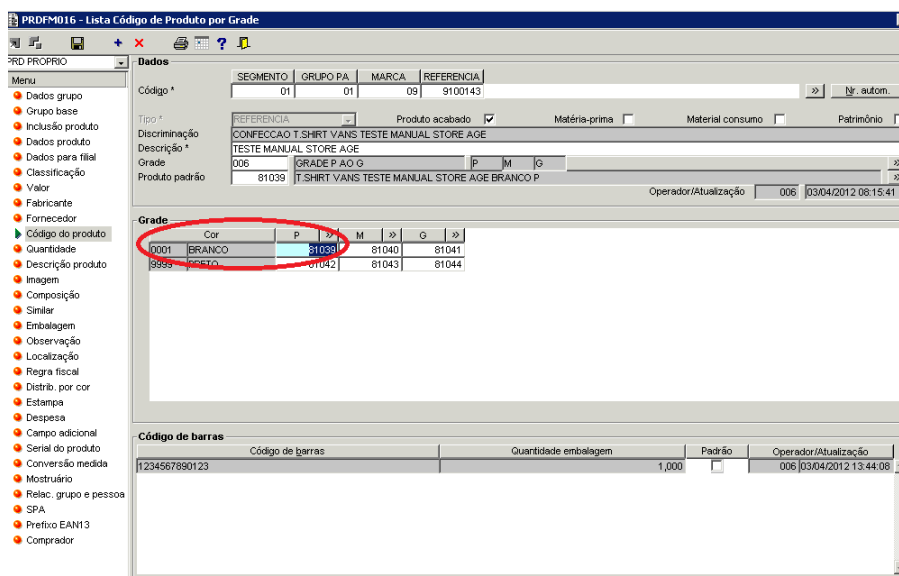 PRDFM016 - Lista Código de Produto por Grade
PRD PROPRIO
Menu
Dados grupo
Grupo base
Inclusão produto
Dados produto
Dados para filial
Classificação
Valor
Fabricante
Fornecedor
Código do produto
Quantidade
Descrição produto
Imagem
Composição
Similar
Embalagem
Observação
Localização
Regra fiscal
Distrib. por cor
Estampa
Despesa
Campo adicional
Serial do produto
Conversão medida
Mostruário
Relac. grupo e pessoa
SPA
Prefixo EAN13
Comprador
Dados
SEGMENTO GRUPO PA MARCA REFERENCIA
Código * 01 01 09 9100143 » Nr. autom.
Tipo * REFERENCIA Produto acabado Matéria-prima Material consumo Patrimônio
Discriminação CONFECCAO T.SHIRT VANS TESTE MANUAL STORE AGE
Descrição * TESTE MANUAL STORE AGE
Grade 006 GRADE P AO G P M G »
Produto padrão 81039 T.SHIRT VANS TESTE MANUAL STORE AGE BRANCO P »
Operador/Atualização 006 03/04/2012 08:15:41
Grade
Cor P » M » G »
0001 BRANCO 81039 81040 81041
9999 PRETO 81042 81043 81044
Código de barras
Código de barras Quantidade embalagem Padrão Operador/Atualização
1234567890123 1,000 006 03/04/2012 13:44:08